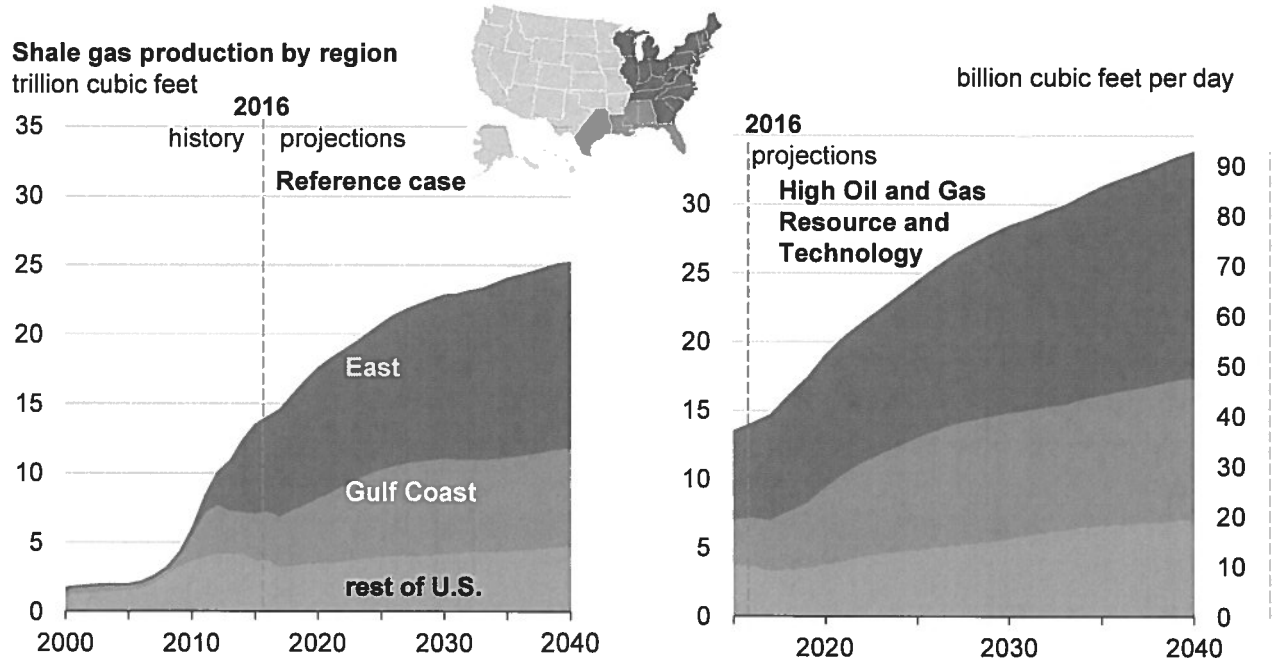 Shale gas production by region
trillion cubic feet
billion cubic feet per day
2016
history
projections
Reference case
35
30
25
20
15
10
5
0
East
Gulf Coast
rest of U.S.
2000
2010
2020
2030
2040
2016
projections
High Oil and Gas
Resource and
Technology
30
25
20
15
10
5
0
90
80
70
60
50
40
30
20
10
0
2020
2030
2040